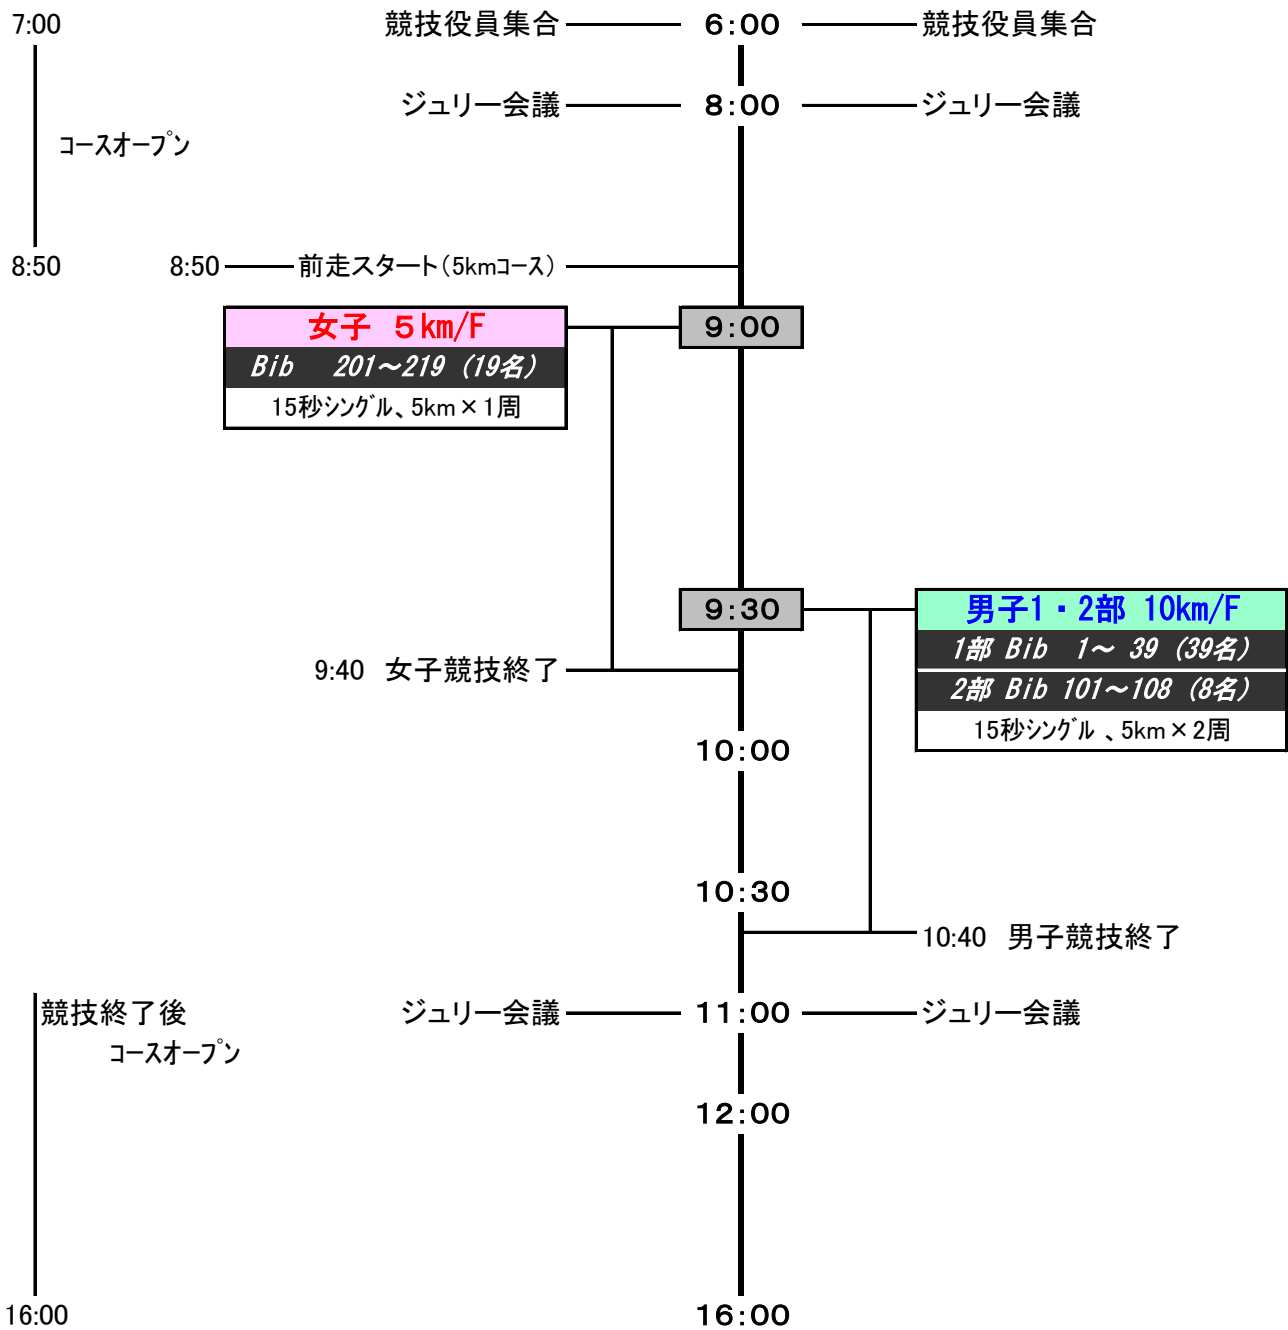 7:00 競技役員集合 6:00 競技役員集合
ジュリー会議 8:00 ジュリー会議
コースオープン
8:50 8:50 前走スタート(5kmコース)
女子 5km/F 9:00
Bib 201～219 (19名)
15秒シングル、5km×1周
9:30 男子1・2部 10km/F
1部 Bib 1～ 39 (39名)
9:40 女子競技終了
2部 Bib 101～108 (8名)
15秒シングル 、5km×2周
10:00
10:30
10:40 男子競技終了
競技終了後 ジュリー会議 11:00 ジュリー会議
コースオープン
12:00
16:00 16:00